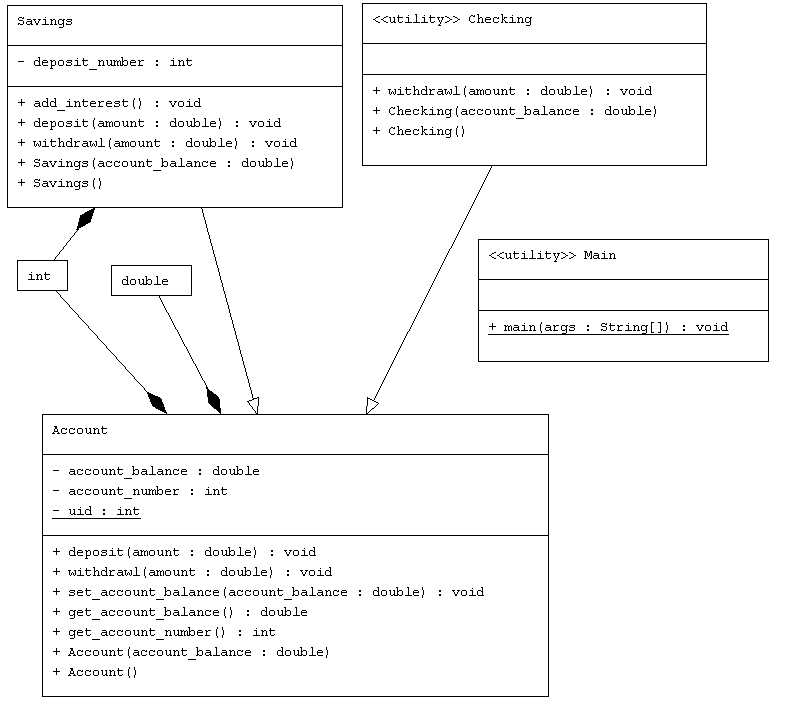 Savings
- deposit_number : int
+ add_interest() : void
+ deposit(amount : double) : void
+ withdrawl(amount : double) : void
+ Savings(account_balance : double)
+ Savings()
<<utility>> Checking
+ withdrawl(amount : double) : void
+ Checking(account_balance : double)
+ Checking()
int
double
<<utility>> Main
+ main(args : String[]) : void
Account
- account_balance : double
- account_number : int
- uid : int
+ deposit(amount : double) : void
+ withdrawl(amount : double) : void
+ set_account_balance(account_balance : double) : void
+ get_account_balance() : double
+ get_account_number() : int
+ Account(account_balance : double)
+ Account()